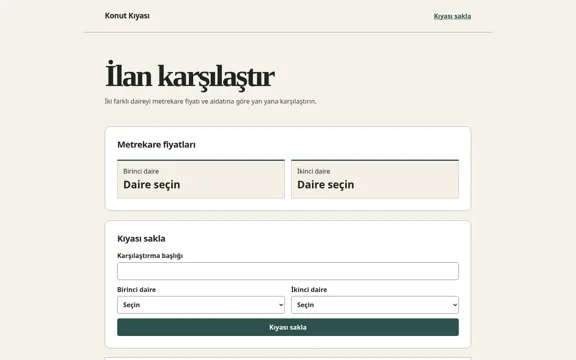 Konut Kıyası
Kıyası sakla
İlan karşılaştır
İki farklı daireyi metrekare fiyatı ve aidatına göre yan yana karşılaştırın.
Metrekare fiyatları
Birinci daire
Daire seçin
İkinci daire
Daire seçin
Kıyası sakla
Karşılaştırma başlığı
Birinci daire
İkinci daire
Seçin
Seçin
Kıyası sakla